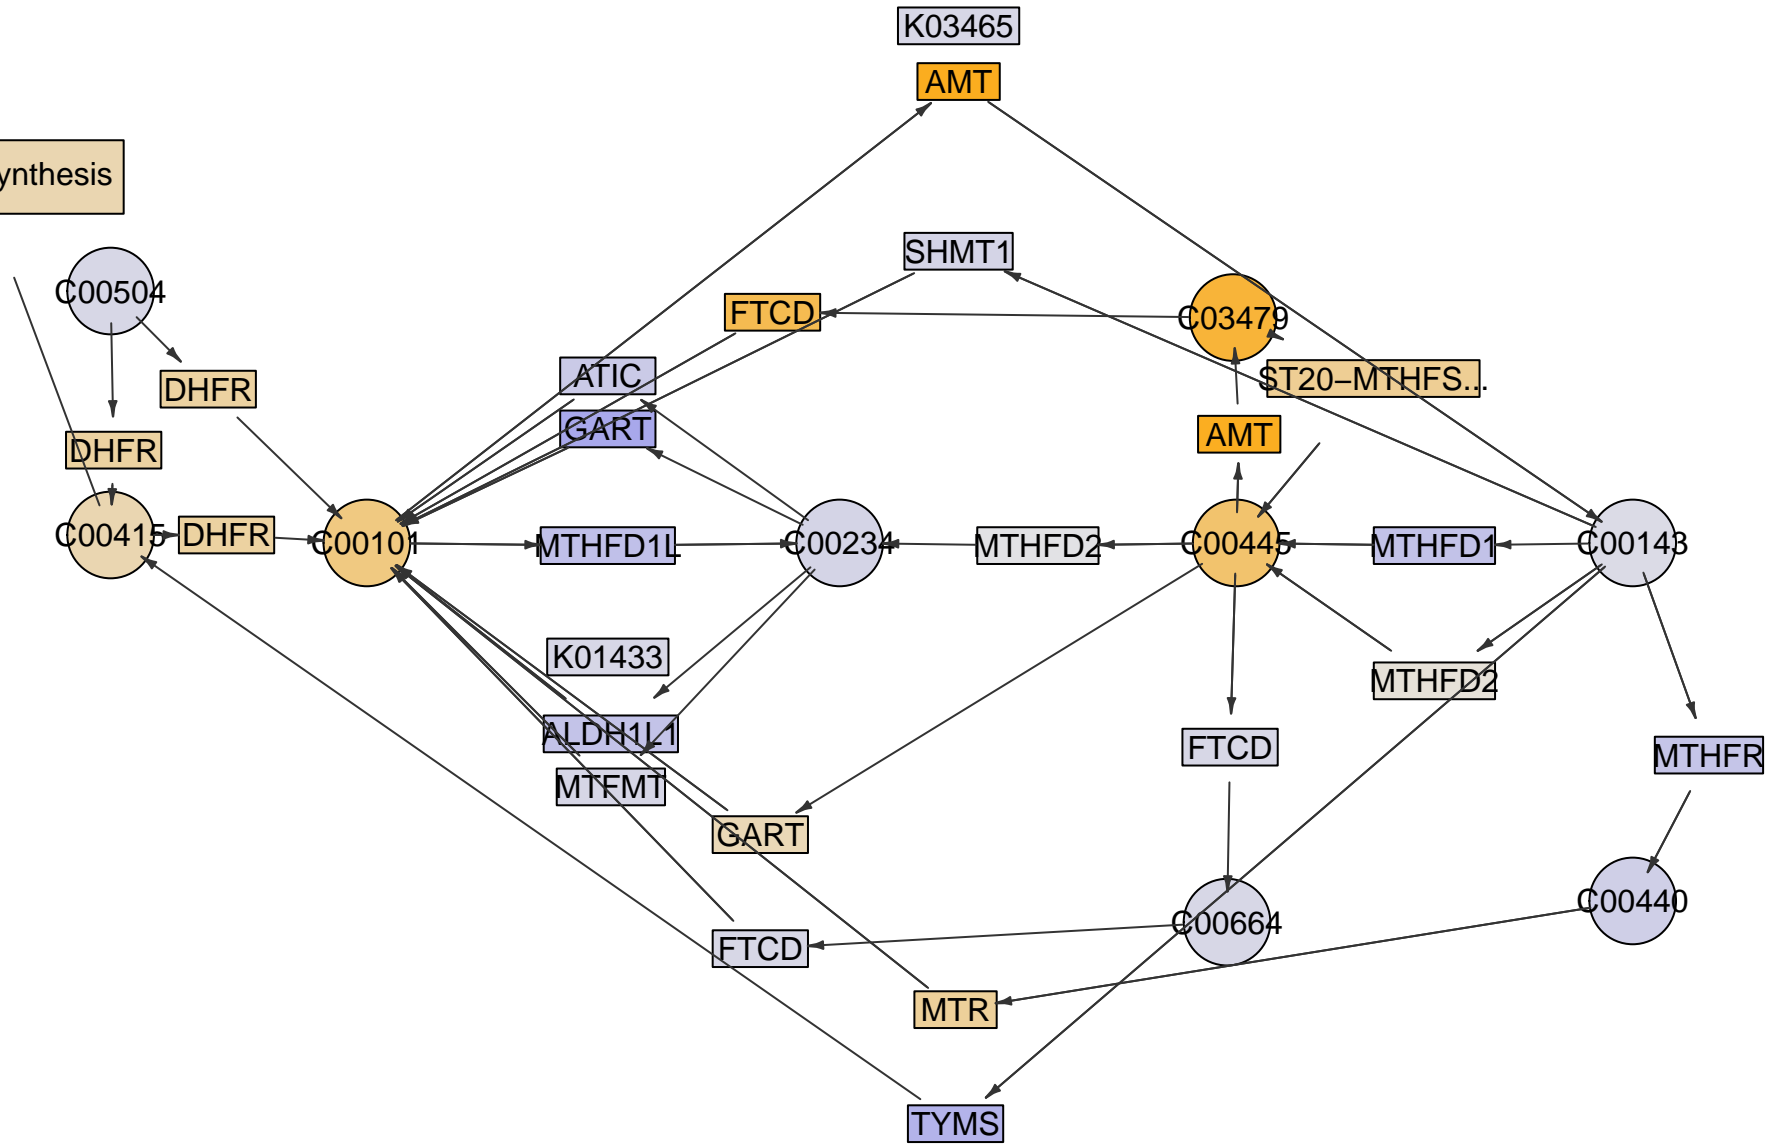 K03465
AMT
ynthesis
SHMT1
C00504
FTCD
C03479
ATIC
ST20−MTHFS...
DHFR
GART
AMT
DHFR
C00415
DHFR
C00101
MTHFD1L
C00234
MTHFD2
C00445
MTHFD1
C00143
K01433
MTHFD2
ALDH1L1
FTCD
MTHFR
MTFMT
GART
C00440
C00664
FTCD
MTR
TYMS